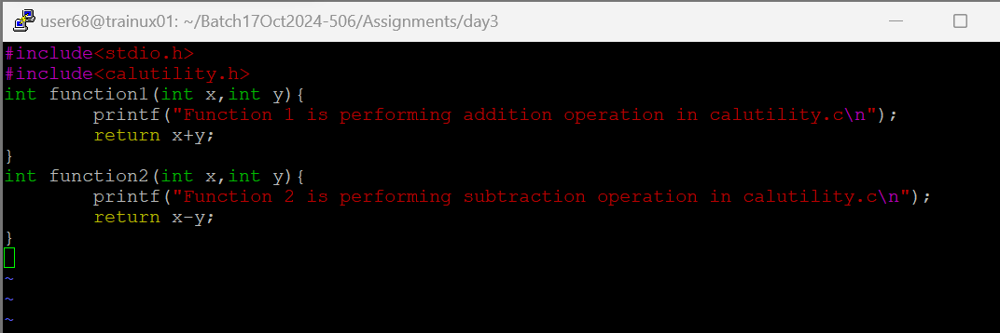 user68@trainux01: ~/Batch17Oct2024-506/Assignments/day3
#include<stdio.h>
#include<calutility.h>
int function1(int x,int y){
        printf("Function 1 is performing addition operation in calutility.c\n");
        return x+y;
}
int function2(int x,int y){
        printf("Function 2 is performing subtraction operation in calutility.c\n");
        return x-y;
}
~
~
~